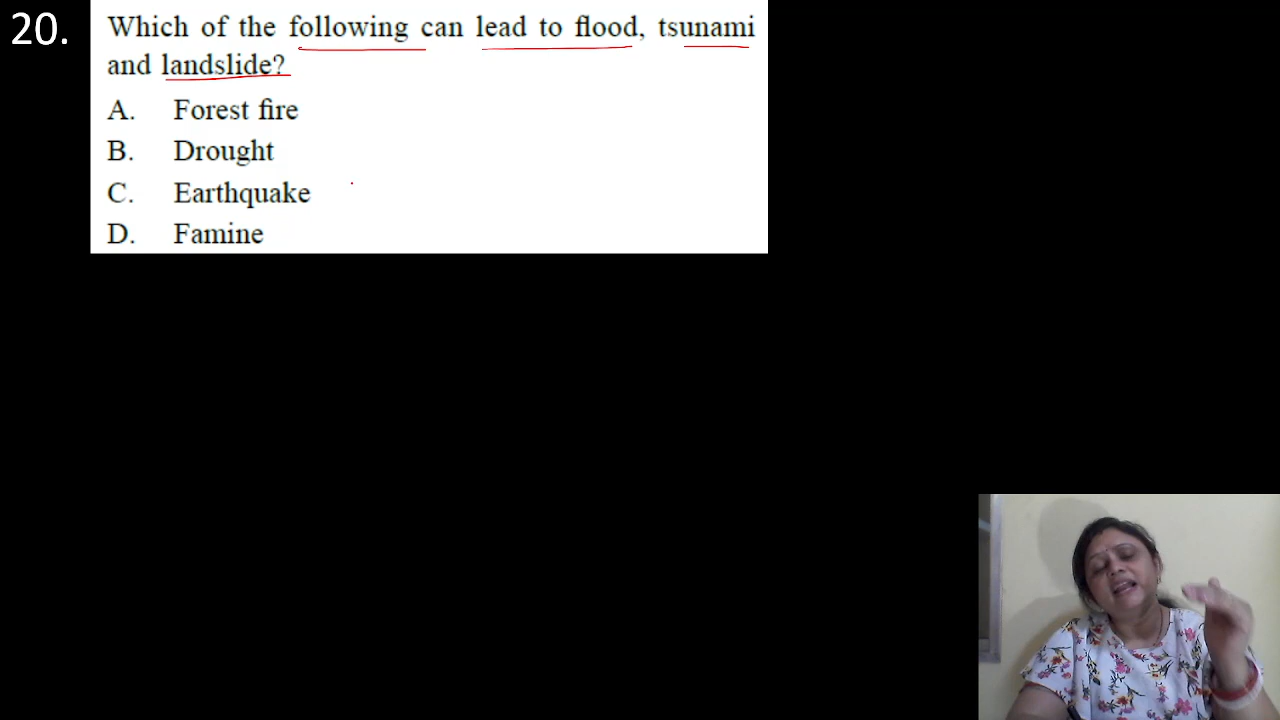 20.
Which of the following can lead to flood, tsunami
and landslide?
A. Forest fire
B. Drought
C. Earthquake
D. Famine